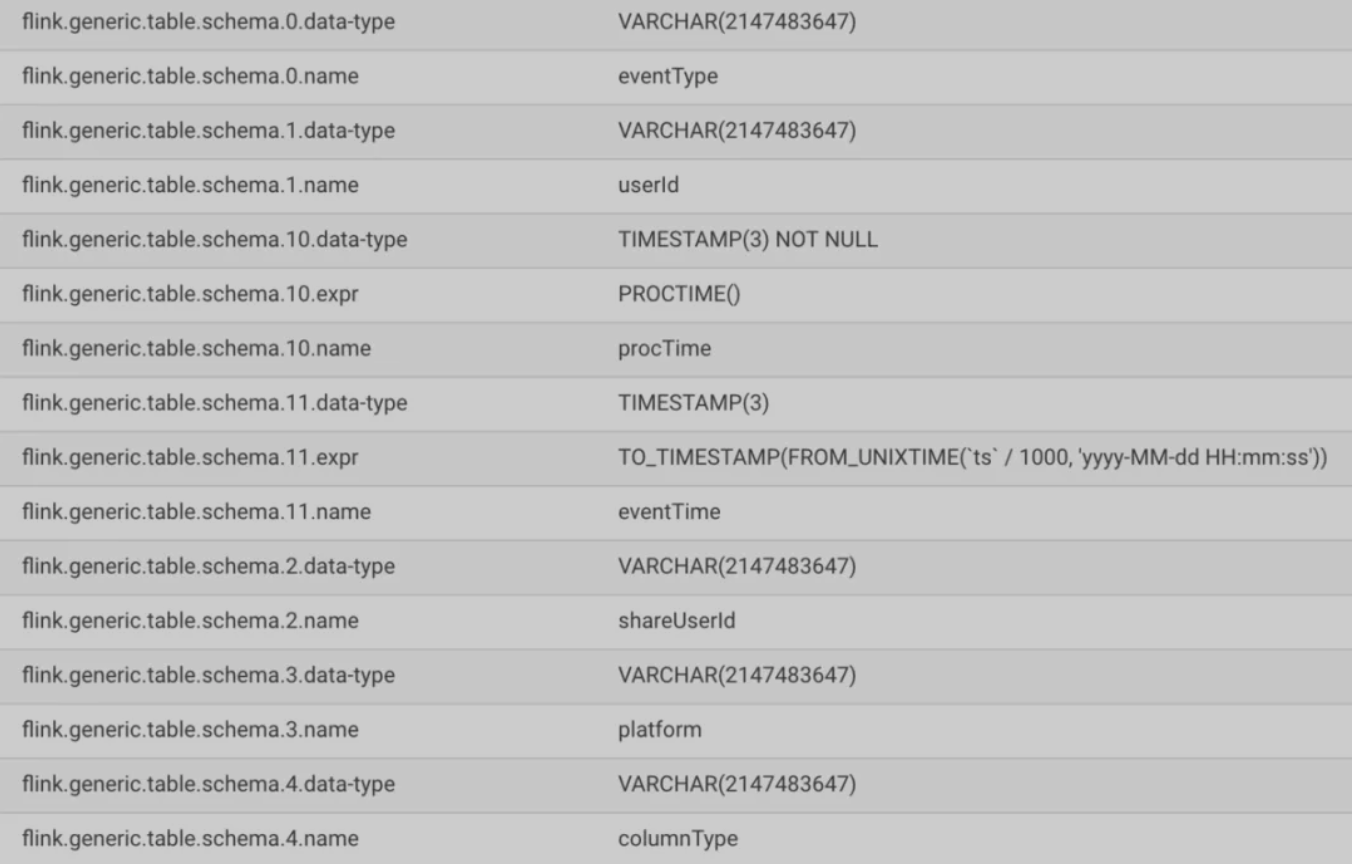 flink.generic.table.schema.0.data-type VARCHAR(2147483647)
flink.generic.table.schema.0.name eventType
flink.generic.table.schema.1.data-type VARCHAR(2147483647)
flink.generic.table.schema.1.name userId
flink.generic.table.schema.10.data-type TIMESTAMP(3) NOT NULL
flink.generic.table.schema.10.expr PROCTIME()
flink.generic.table.schema.10.name procTime
flink.generic.table.schema.11.data-type TIMESTAMP(3)
flink.generic.table.schema.11.expr TO_TIMESTAMP(FROM_UNIXTIME(`ts` / 1000, 'yyyy-MM-dd HH:mm:ss'))
flink.generic.table.schema.11.name eventTime
flink.generic.table.schema.2.data-type VARCHAR(2147483647)
flink.generic.table.schema.2.name shareUserId
flink.generic.table.schema.3.data-type VARCHAR(2147483647)
flink.generic.table.schema.3.name platform
flink.generic.table.schema.4.data-type VARCHAR(2147483647)
flink.generic.table.schema.4.name columnType